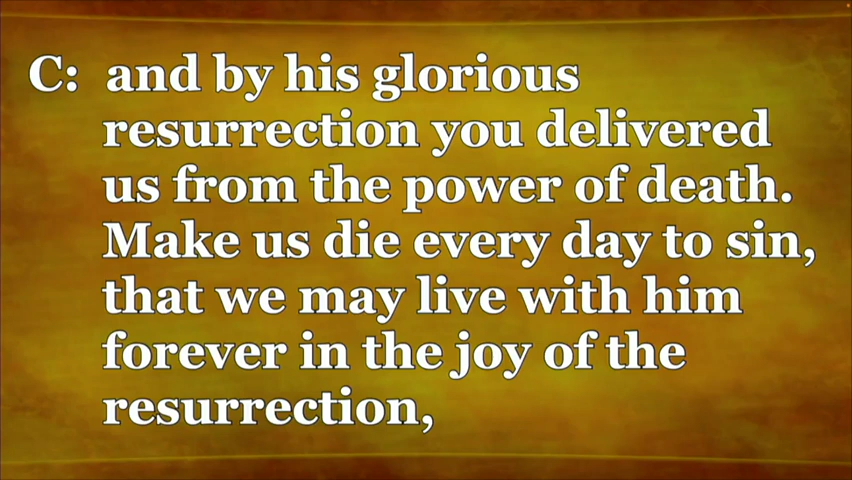 C: and by his glorious
resurrection you delivered
us from the power of death.
Make us die every day to sin,
that we may live with him
forever in the joy of the
resurrection,